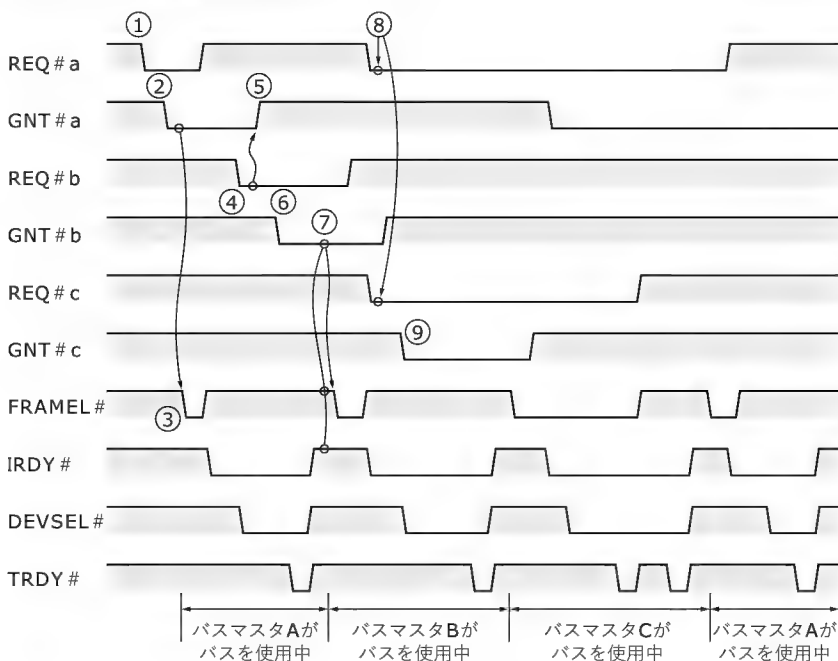 ① ⑧
REQ#a
② ⑤
GNT#a
REQ#b
④ ⑥ ⑦
GNT#b
REQ#c
⑨
GNT#c
FRAMEL#
③
IRDY#
DEVSEL#
TRDY#
バスマスタAが バスマスタBが バスマスタCが バスマスタAが
バスを使用中 バスを使用中 バスを使用中 バスを使用中